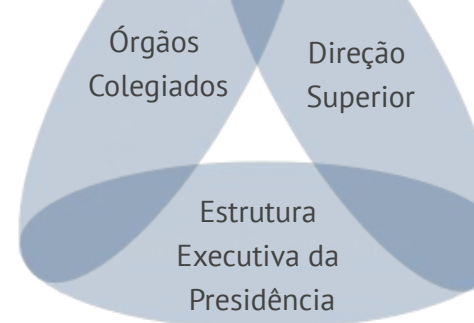 Órgãos
Colegiados
Direção
Superior
Estrutura
Executiva da
Presidência